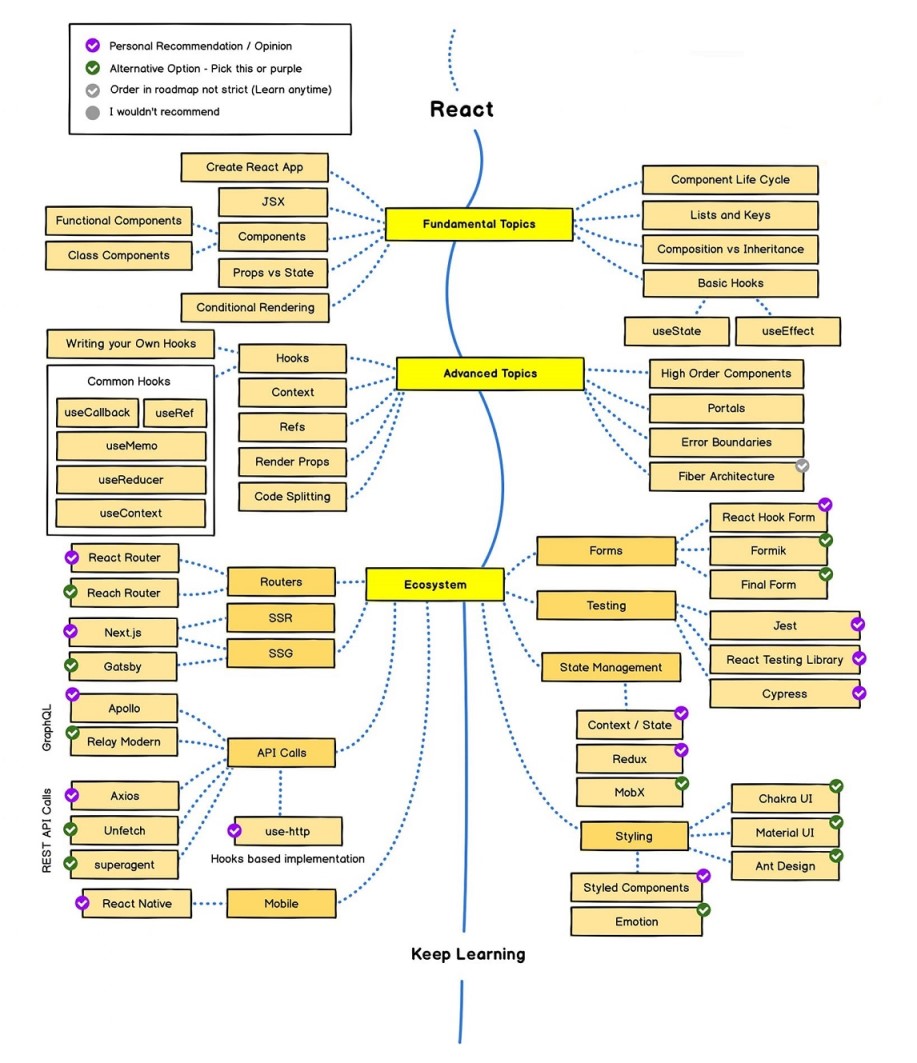 Personal Recommendation / Opinion
Alternative Option - Pick this or purple
Order in roadmap not strict (Learn anytime)
I wouldn't recommend
React
Create React App
JSX
Functional Components
Components
Class Components
Props vs State
Conditional Rendering
Fundamental Topics
Component Life Cycle
Lists and Keys
Composition vs Inheritance
Basic Hooks
useState
useEffect
Writing your Own Hooks
Common Hooks
useCallback
useRef
useMemo
useReducer
useContext
Hooks
Context
Refs
Render Props
Code Splitting
Advanced Topics
High Order Components
Portals
Error Boundaries
Fiber Architecture
React Router
Reach Router
Routers
Next.js
Gatsby
SSR
SSG
Ecosystem
Forms
React Hook Form
Formik
Final Form
Testing
Jest
React Testing Library
Cypress
State Management
Context / State
Redux
MobX
GraphQL
Apollo
Relay Modern
API Calls
REST API Calls
Axios
Unfetch
superagent
use-http
Hooks based implementation
React Native
Mobile
Styling
Chakra UI
Material UI
Ant Design
Styled Components
Emotion
Keep Learning